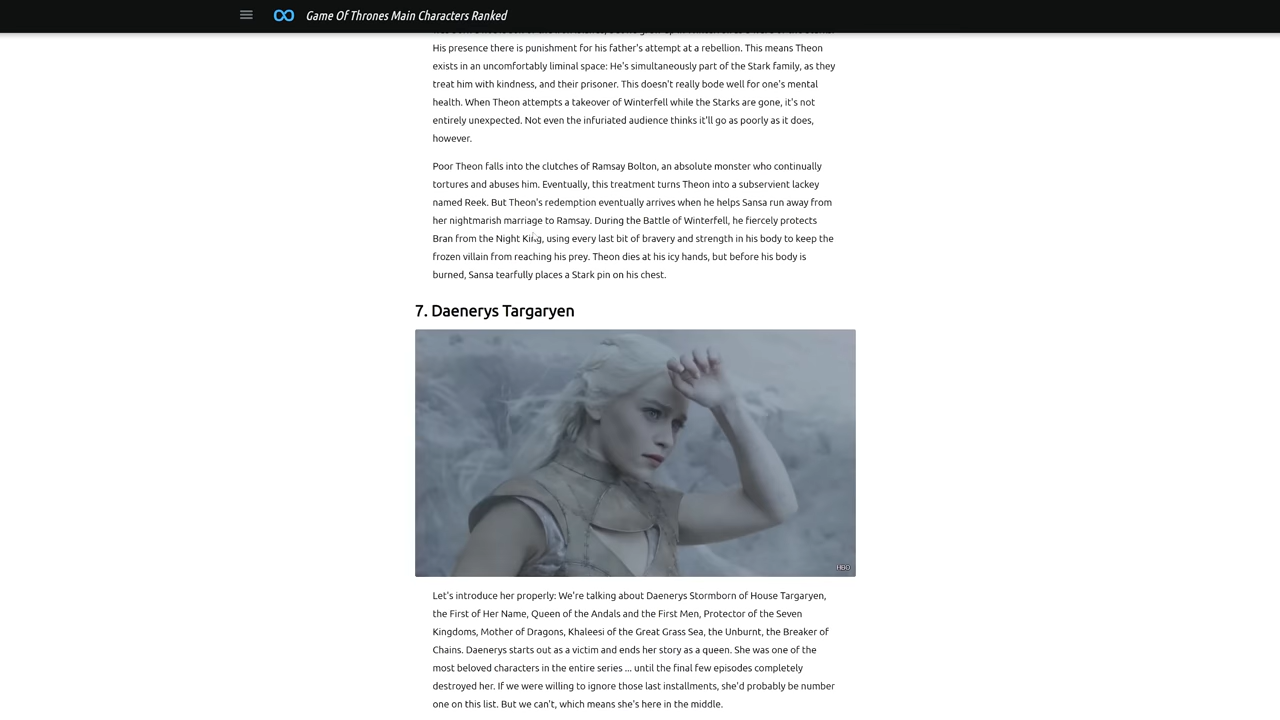 Game Of Thrones Main Characters Ranked
His presence there is punishment for his father's attempt at a rebellion. This means Theon
exists in an uncomfortably liminal space: He's simultaneously part of the Stark family, as they
treat him with kindness, and their prisoner. This doesn't really bode well for one's mental
health. When Theon attempts a takeover of Winterfell while the Starks are gone, it's not
entirely unexpected. Not even the infuriated audience thinks it'll go as poorly as it does,
however.
Poor Theon falls into the clutches of Ramsay Bolton, an absolute monster who continually
tortures and abuses him. Eventually, this treatment turns Theon into a subservient lackey
named Reek. But Theon's redemption eventually arrives when he helps Sansa run away from
her nightmarish marriage to Ramsay. During the Battle of Winterfell, he fiercely protects
Bran from the Night King, using every last bit of bravery and strength in his body to keep the
frozen villain from reaching his prey. Theon dies at his icy hands, but before his body is
burned, Sansa tearfully places a Stark pin on his chest.
7. Daenerys Targaryen
HBO
Let's introduce her properly: We're talking about Daenerys Stormborn of House Targaryen,
the First of Her Name, Queen of the Andals and the First Men, Protector of the Seven
Kingdoms, Mother of Dragons, Khaleesi of the Great Grass Sea, the Unburnt, the Breaker of
Chains. Daenerys starts out as a victim and ends her story as a queen. She was one of the
most beloved characters in the entire series ... until the final few episodes completely
destroyed her. If we were willing to ignore those last installments, she'd probably be number
one on this list. But we can't, which means she's here in the middle.